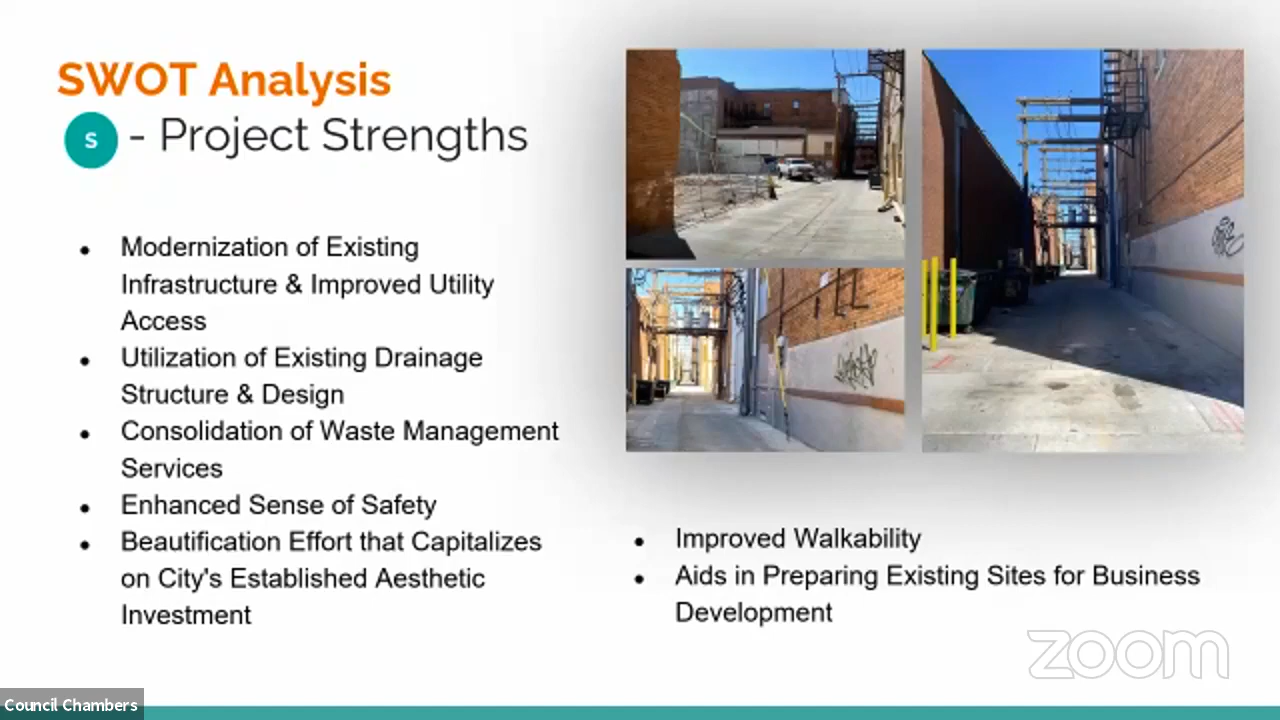 SWOT Analysis
S - Project Strengths
● Modernization of Existing
Infrastructure & Improved Utility
Access
● Utilization of Existing Drainage
Structure & Design
● Consolidation of Waste Management
Services
● Enhanced Sense of Safety
● Beautification Effort that Capitalizes
on City's Established Aesthetic
Investment
● Improved Walkability
● Aids in Preparing Existing Sites for Business
Development
zoom
Council Chambers